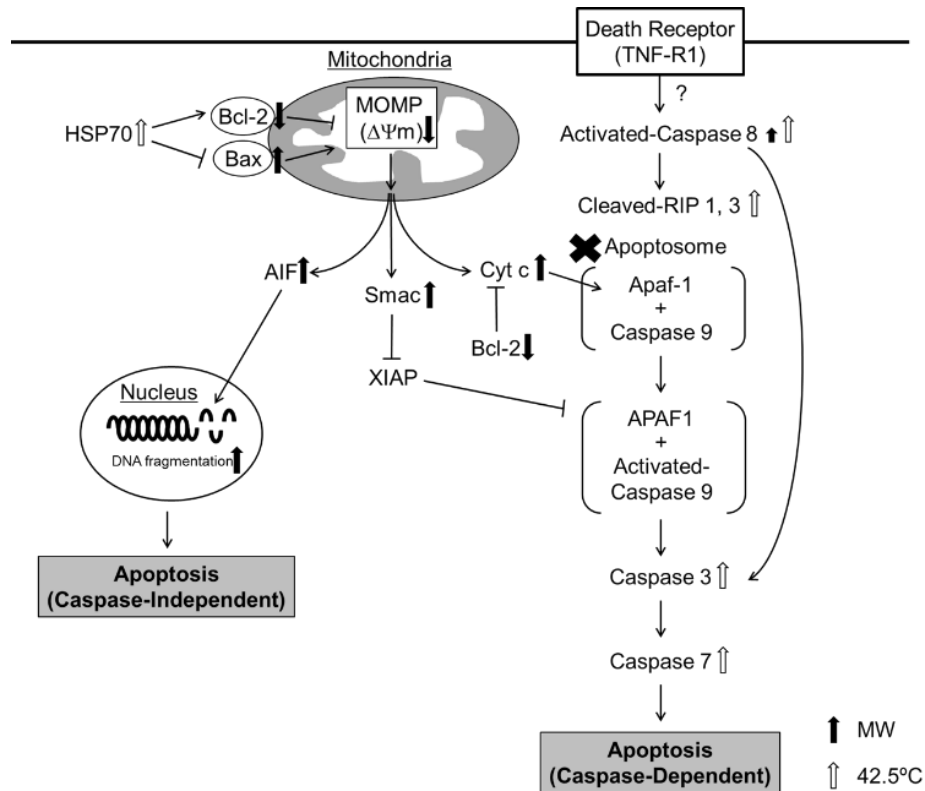 Death Receptor
(TNF-R1)
Mitochondria
?
MOMP
(ΔΨm)
Bcl-2
HSP70
Bax
Activated-Caspase 8
Cleaved-RIP 1, 3
Apoptosome
AIF
Smac
Cyt c
Apaf-1
+
Caspase 9
Bcl-2
XIAP
Nucleus
DNA fragmentation
APAF1
+
Activated-
Caspase 9
Apoptosis
(Caspase-Independent)
Caspase 3
Caspase 7
Apoptosis
(Caspase-Dependent)
MW
42.5ºC